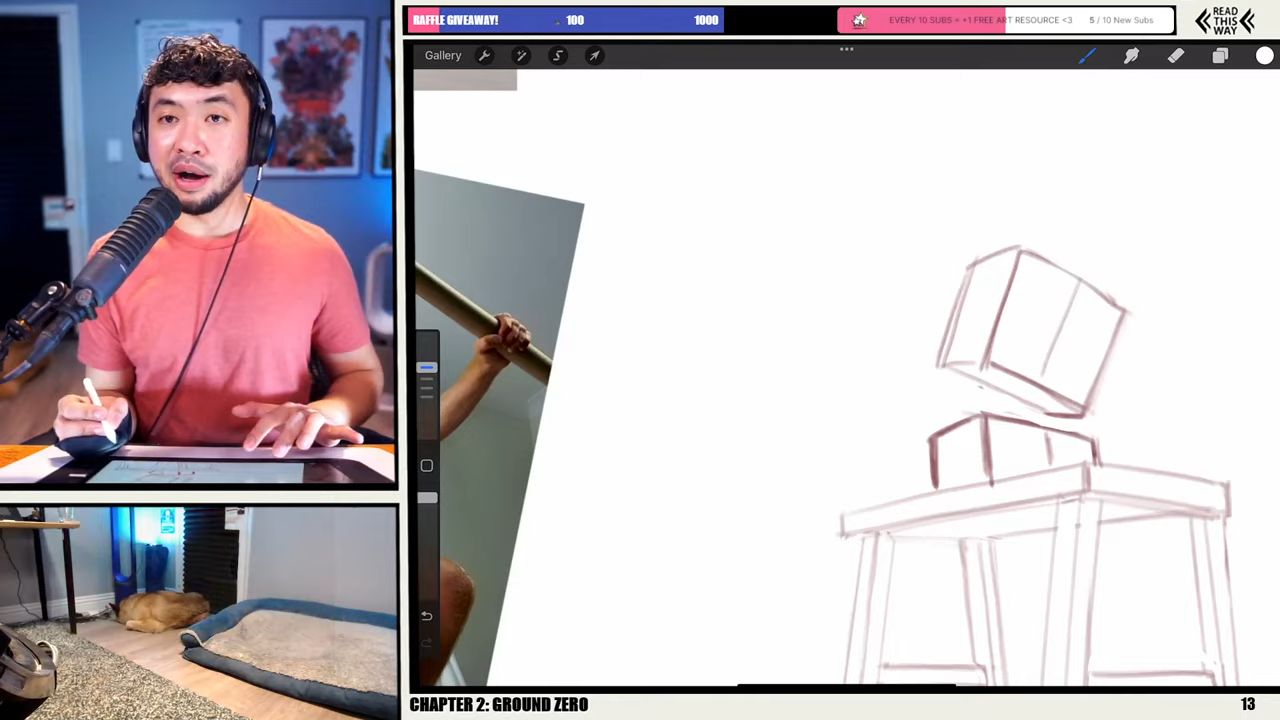 RAFFLE GIVEAWAY! 100 1000
EVERY 10 SUBS = +1 FREE ART RESOURCE <3 5 / 10 New Subs
READ
THIS
WAY
Gallery
CHAPTER 2: GROUND ZERO 13